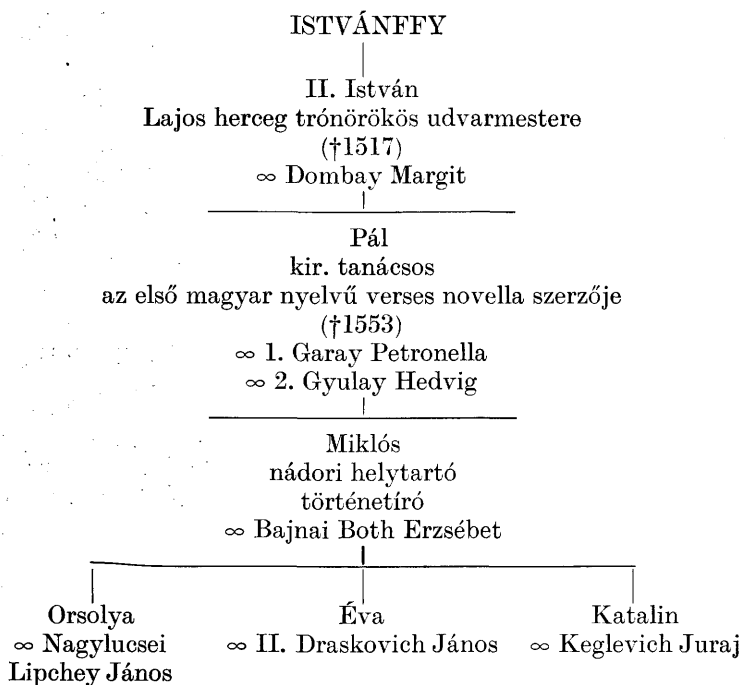 ISTVÁNFFY
II. István
Lajos herceg trónörökös udvarmestere
(†1517)
∞ Dombay Margit
Pál
kir. tanácsos
az első magyar nyelvű verses novella szerzője
(†1553)
∞ 1. Garay Petronella
∞ 2. Gyulay Hedvig
Miklós
nádori helytartó
történetíró
∞ Bajnai Both Erzsébet
Orsolya
∞ Nagylucsei
Lipchey János
Éva
∞ II. Draskovich János
Katalin
∞ Keglevich Juraj